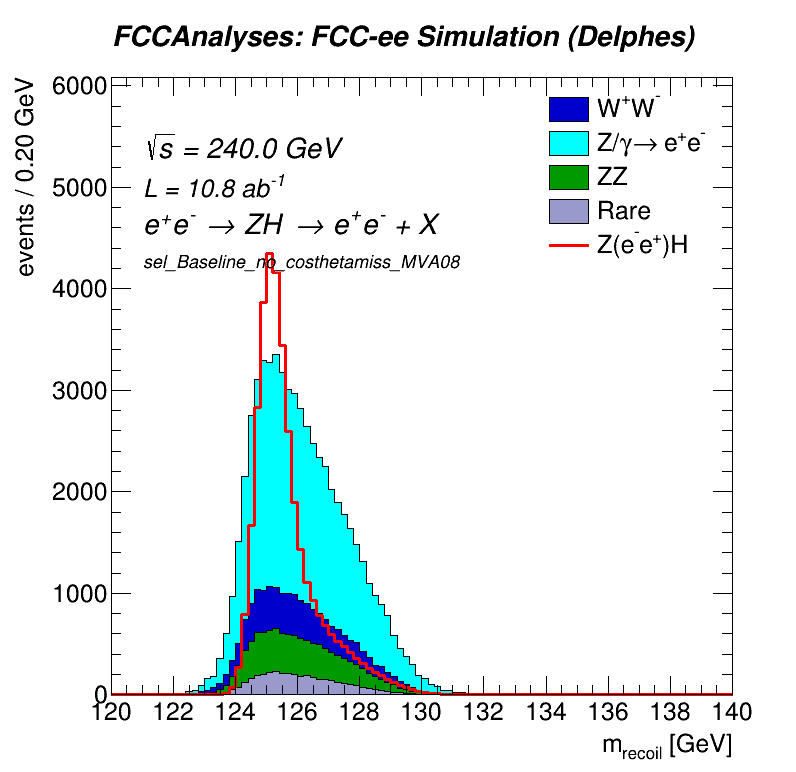 FCCAnalyses: FCC-ee Simulation (Delphes)
events / 0.20 GeV
6000
5000
4000
3000
2000
1000
0
√s = 240.0 GeV
L = 10.8 ab⁻¹
e⁺e⁻ → ZH → e⁺e⁻ + X
sel_Baseline_no_costhetamiss_MVA08
W⁺W⁻
Z/γ→ e⁺e⁻
ZZ
Rare
Z(e⁻e⁺)H
120 122 124 126 128 130 132 134 136 138 140
m_recoil [GeV]